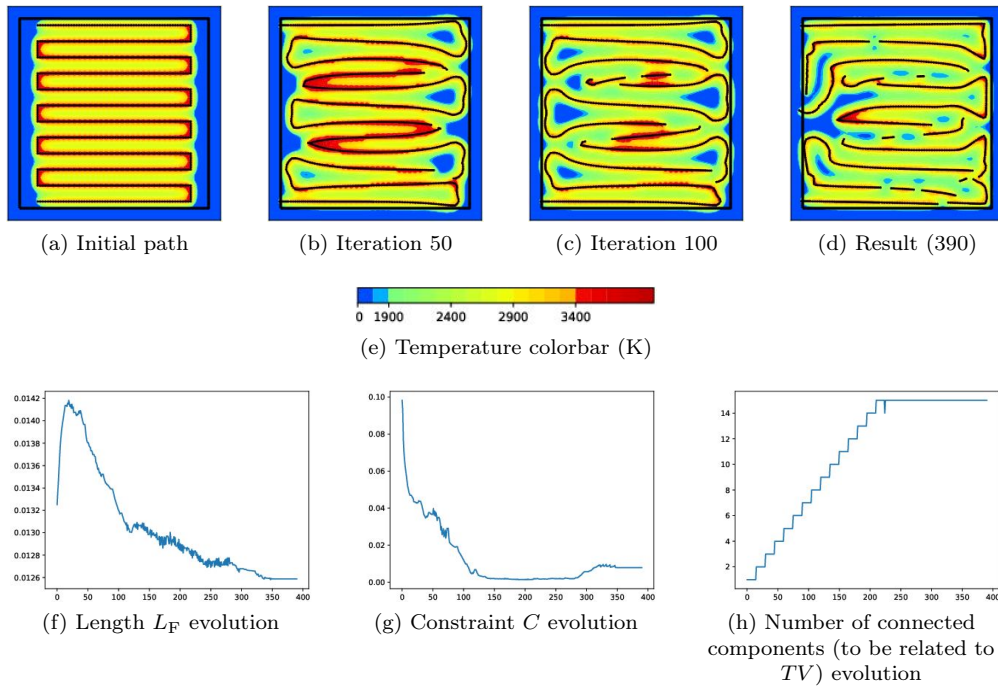 (a) Initial path
(b) Iteration 50
(c) Iteration 100
(d) Result (390)
0 1900 2400 2900 3400
(e) Temperature colorbar (K)
0.0142
0.0140
0.0138
0.0136
0.0134
0.0132
0.0130
0.0128
0.0126
0 50 100 150 200 250 300 350 400
(f) Length L_F evolution
0.10
0.08
0.06
0.04
0.02
0.00
0 50 100 150 200 250 300 350 400
(g) Constraint C evolution
14
12
10
8
6
4
2
0 50 100 150 200 250 300 350 400
(h) Number of connected
components (to be related to
TV) evolution